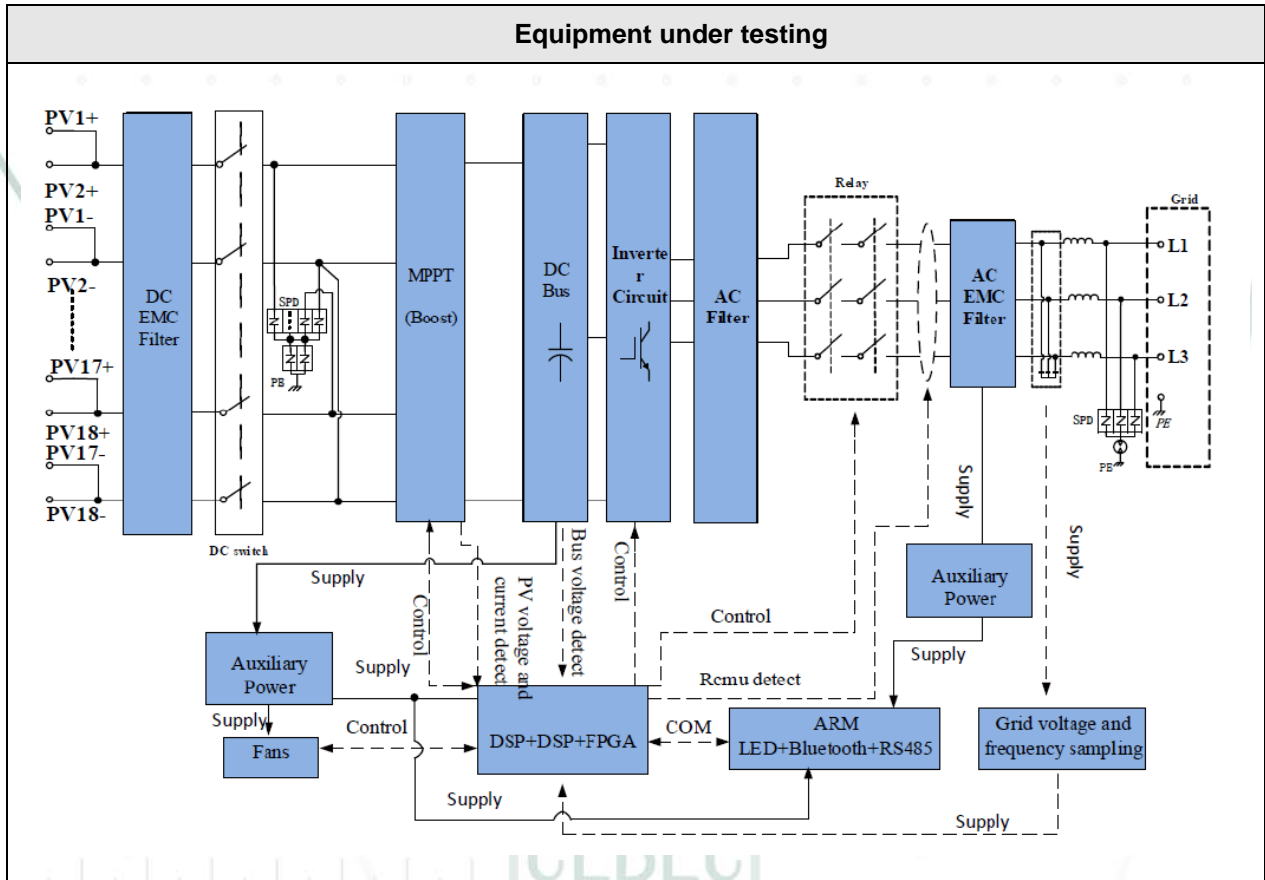 Equipment under testing
PV1+
PV2+
PV1-
PV2-
PV17+
PV18+
PV17-
PV18-
DC
EMC
Filter
DC switch
SPD
PE
MPPT
(Boost)
DC
Bus
Inverte
r
Circuit
AC
Filter
Relay
AC
EMC
Filter
Grid
L1
L2
L3
PE
SPD
PE
Supply
Control
PV voltage and
current detect
Bus voltage detect
Control
Control
Rcmu detect
Supply
Supply
Auxiliary
Power
Supply
Auxiliary
Power
Supply
Supply
Fans
Control
DSP+DSP+FPGA
COM
ARM
LED+Bluetooth+RS485
Grid voltage and
frequency sampling
Supply
Supply